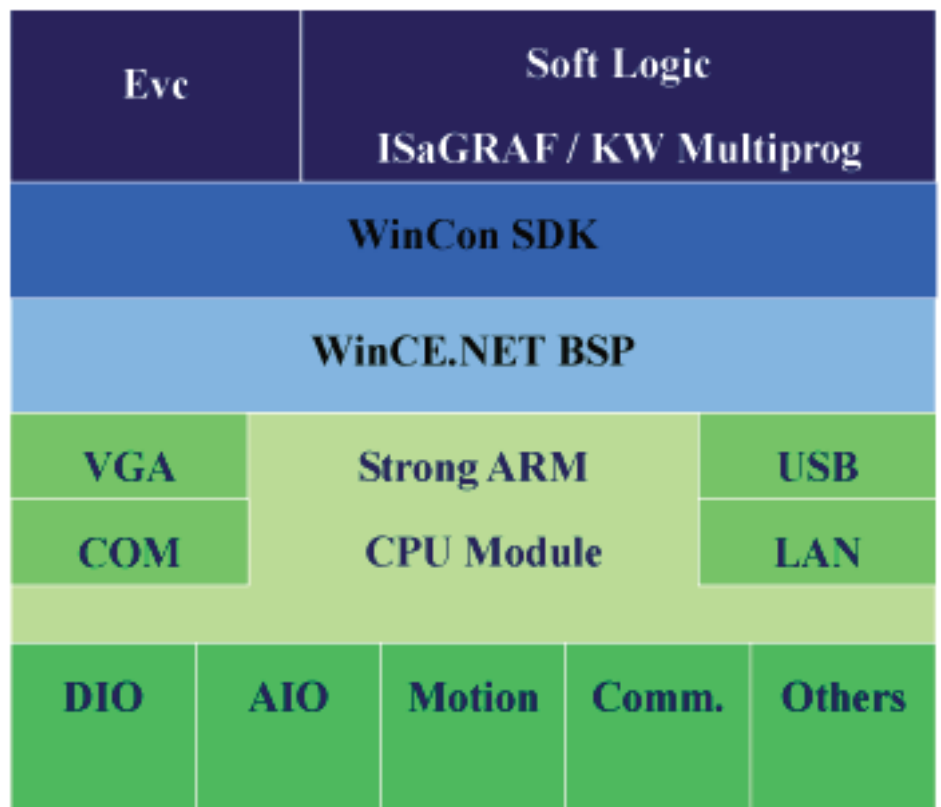 Evc
Soft Logic
ISaGRAF / KW Multiprog
WinCon SDK
WinCE.NET BSP
VGA
Strong ARM
USB
COM
CPU Module
LAN
DIO
AIO
Motion
Comm.
Others